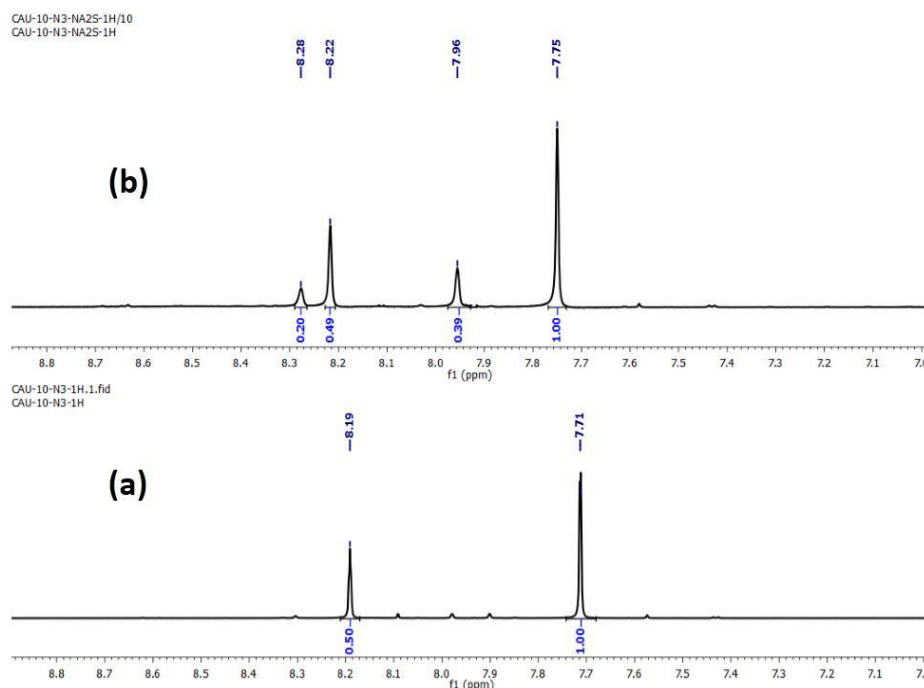 CAU-10-N3-NA2S-1H/10
CAU-10-N3-NA2S-1H
8.28 8.22 7.96 7.75
(b)
0.20 0.49 0.39 1.00
8.8 8.7 8.6 8.5 8.4 8.3 8.2 8.1 8.0 7.9 7.8 7.7 7.6 7.5 7.4 7.3 7.2 7.1 7.0
f1 (ppm)
CAU-10-N3-1H.1.fid
CAU-10-N3-1H
8.19 7.71
(a)
0.50 1.00
8.8 8.7 8.6 8.5 8.4 8.3 8.2 8.1 8.0 7.9 7.8 7.7 7.6 7.5 7.4 7.3 7.2 7.1 7.0
f1 (ppm)